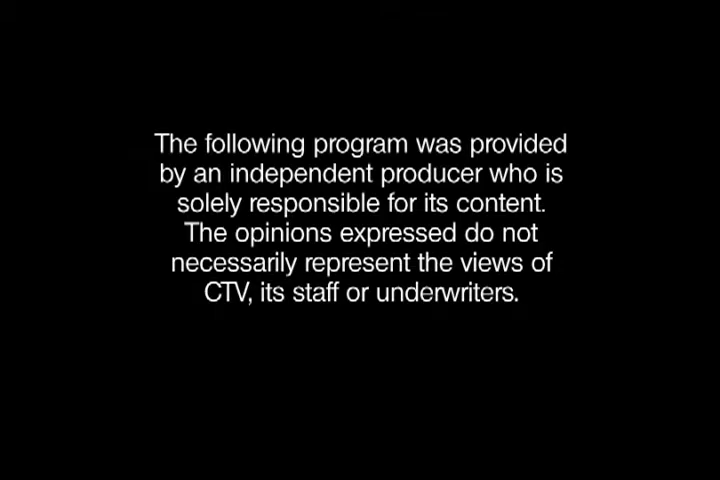 The following program was provided
by an independent producer who is
solely responsible for its content.
The opinions expressed do not
necessarily represent the views of
CTV, its staff or underwriters.